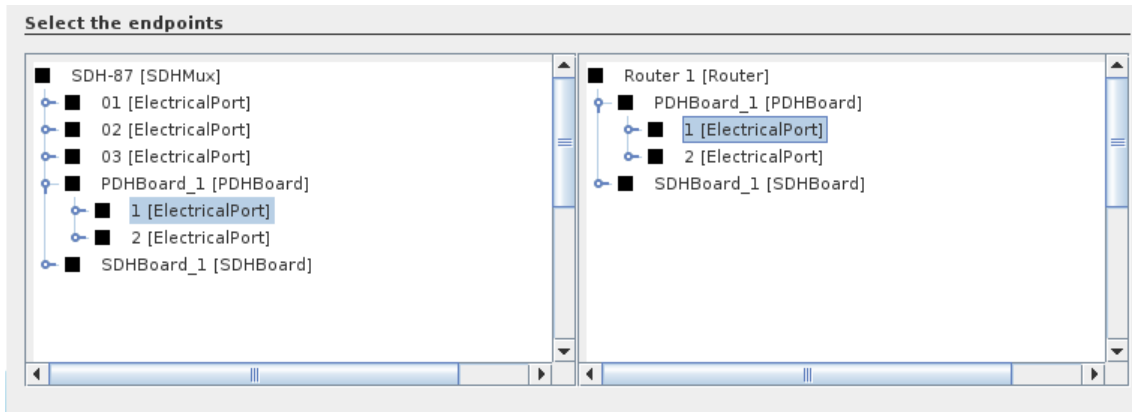 Select the endpoints
SDH-87 [SDHMux]
01 [ElectricalPort]
02 [ElectricalPort]
03 [ElectricalPort]
PDHBoard_1 [PDHBoard]
1 [ElectricalPort]
2 [ElectricalPort]
SDHBoard_1 [SDHBoard]
Router 1 [Router]
PDHBoard_1 [PDHBoard]
1 [ElectricalPort]
2 [ElectricalPort]
SDHBoard_1 [SDHBoard]